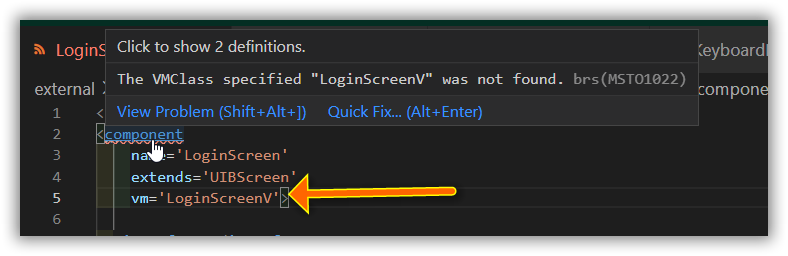 LoginS
Click to show 2 definitions.
KeyboardI
The VMClass specified "LoginScreenV" was not found. brs(MSTO1022)
external
component
View Problem (Shift+Alt+]) Quick Fix... (Alt+Enter)
1 <
2 <component
3 name='LoginScreen'
4 extends='UIBScreen'
5 vm='LoginScreenV'>
6